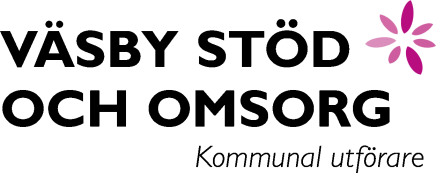 VÄSBY STÖD
OCH OMSORG
Kommunal utförare